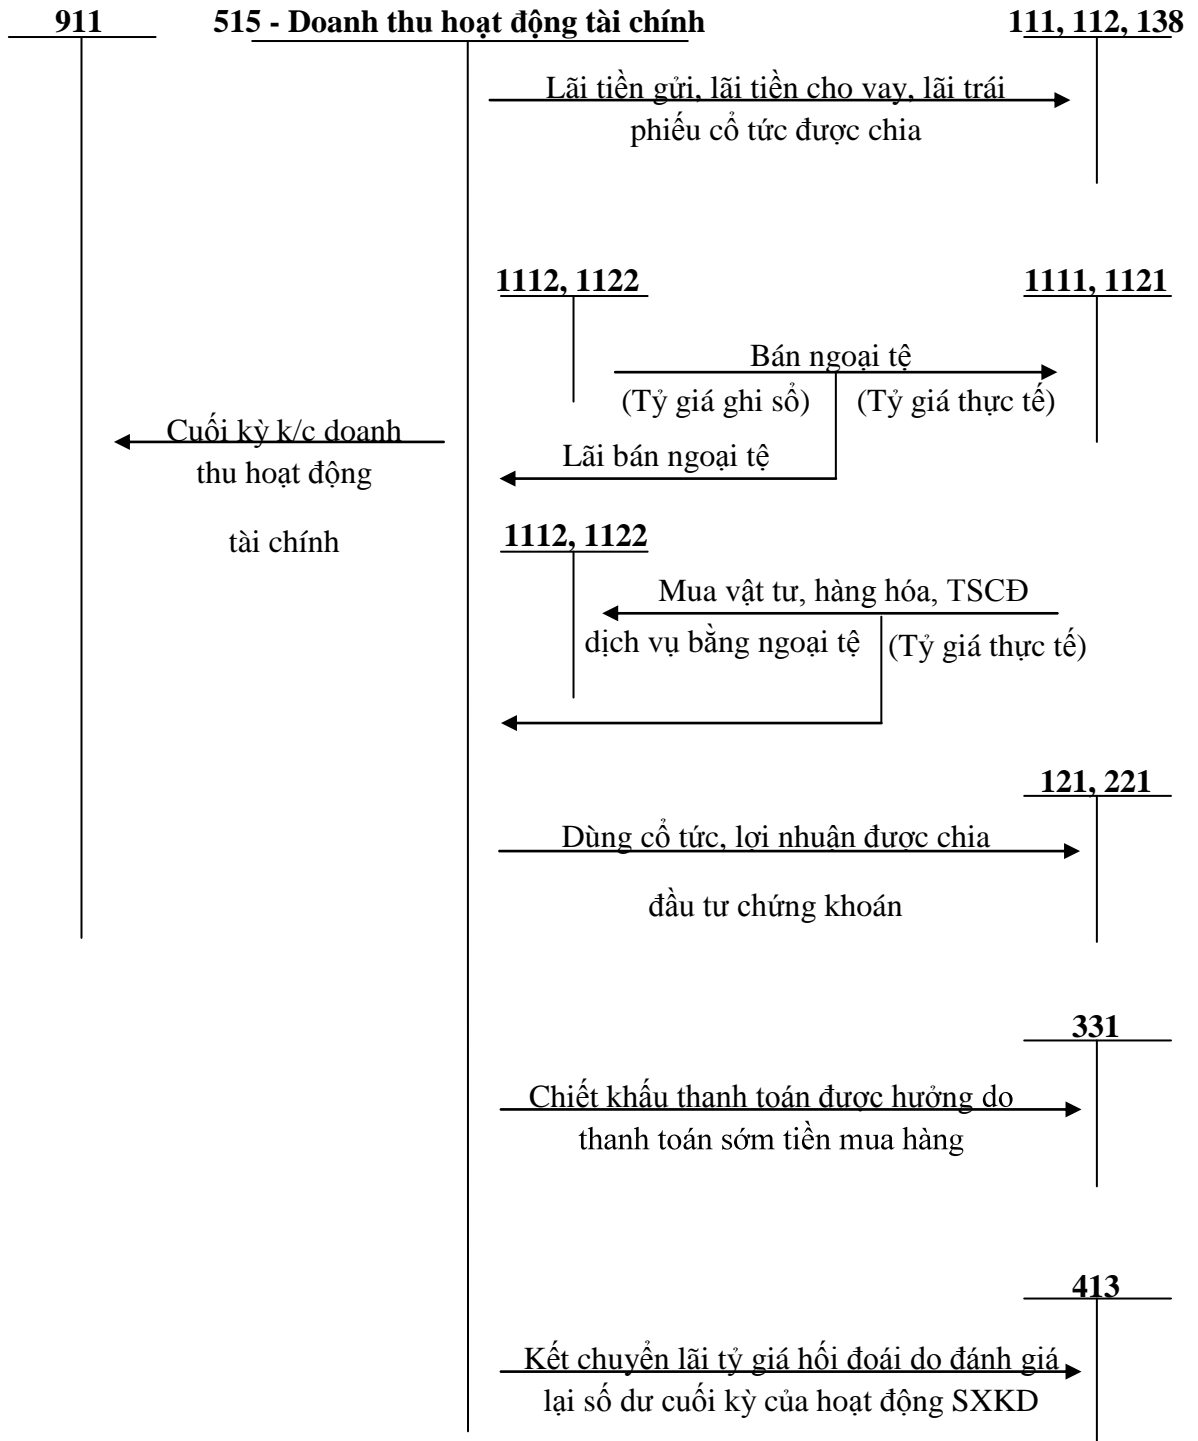 911
515 - Doanh thu hoạt động tài chính
111, 112, 138
Lãi tiền gửi, lãi tiền cho vay, lãi trái
phiếu cổ tức được chia
1112, 1122
1111, 1121
Bán ngoại tệ
(Tỷ giá ghi sổ)
(Tỷ giá thực tế)
Cuối kỳ k/c doanh
thu hoạt động
tài chính
Lãi bán ngoại tệ
1112, 1122
Mua vật tư, hàng hóa, TSCĐ
dịch vụ bằng ngoại tệ
(Tỷ giá thực tế)
121, 221
Dùng cổ tức, lợi nhuận được chia
đầu tư chứng khoán
331
Chiết khấu thanh toán được hưởng do
thanh toán sớm tiền mua hàng
413
Kết chuyển lãi tỷ giá hối đoái do đánh giá
lại số dư cuối kỳ của hoạt động SXKD